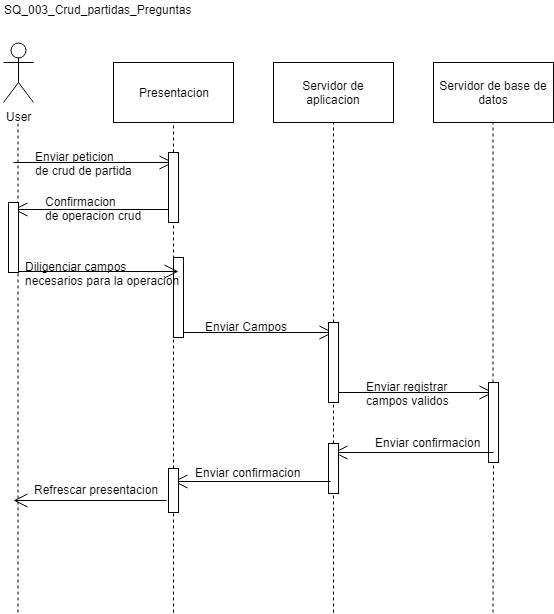 SQ_003_Crud_partidas_Preguntas
Presentacion
Servidor de
aplicacion
Servidor de base de
datos
User
Enviar peticion
de crud de partida
Confirmacion
de operacion crud
Diligenciar campos
necesarios para la operacion
Enviar Campos
Enviar registrar
campos validos
Enviar confirmacion
Enviar confirmacion
Refrescar presentacion